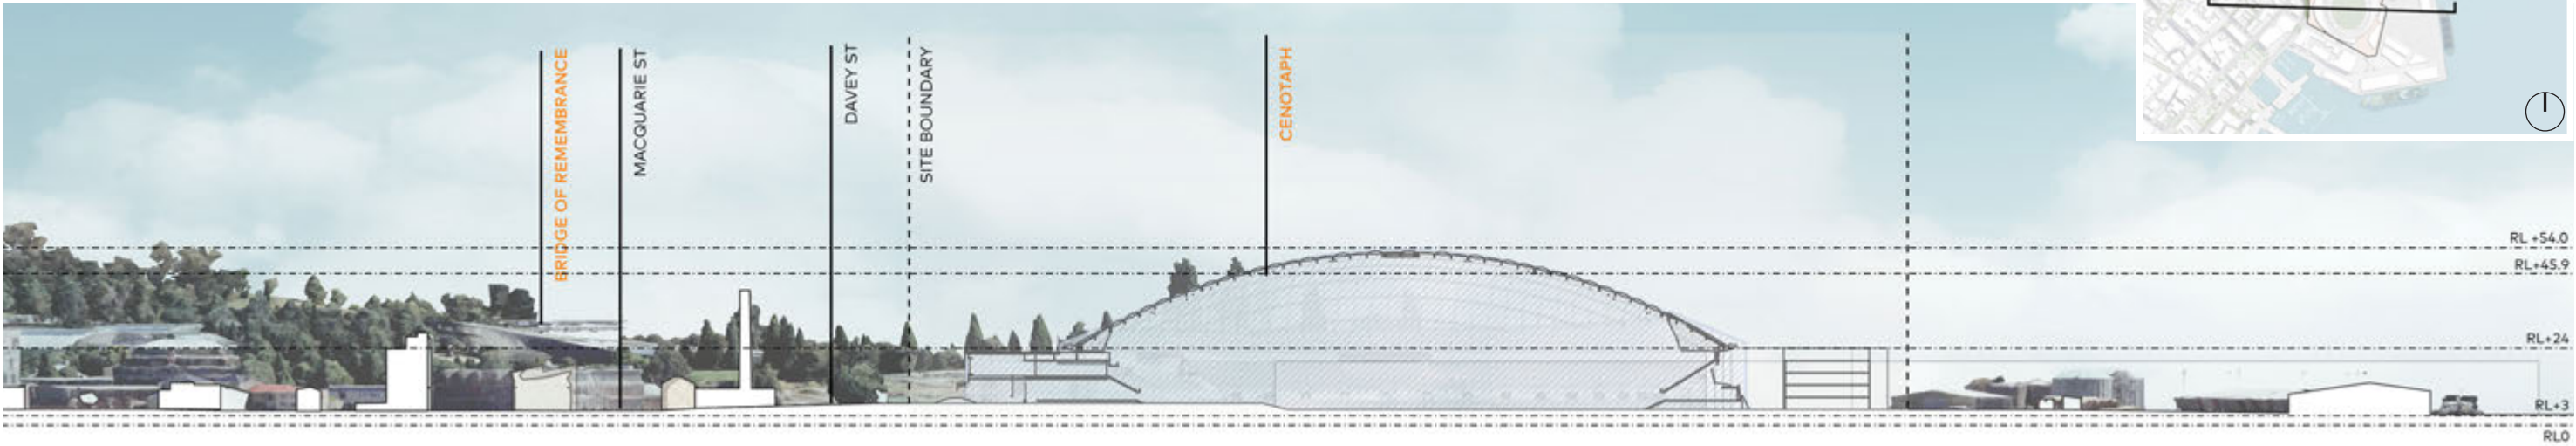 BRIDGE OF REMEMBRANCE
MACQUARIE ST
DAVEY ST
SITE BOUNDARY
CENOTAPH
RL +54.0
RL+45.9
RL+24
RL+3
RL0